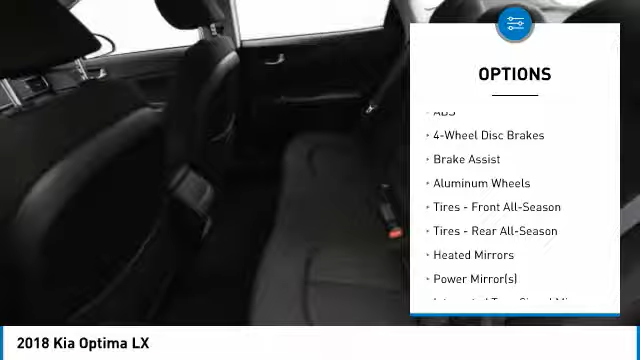 OPTIONS
ABS
4-Wheel Disc Brakes
Brake Assist
Aluminum Wheels
Tires - Front All-Season
Tires - Rear All-Season
Heated Mirrors
Power Mirror(s)
2018 Kia Optima LX